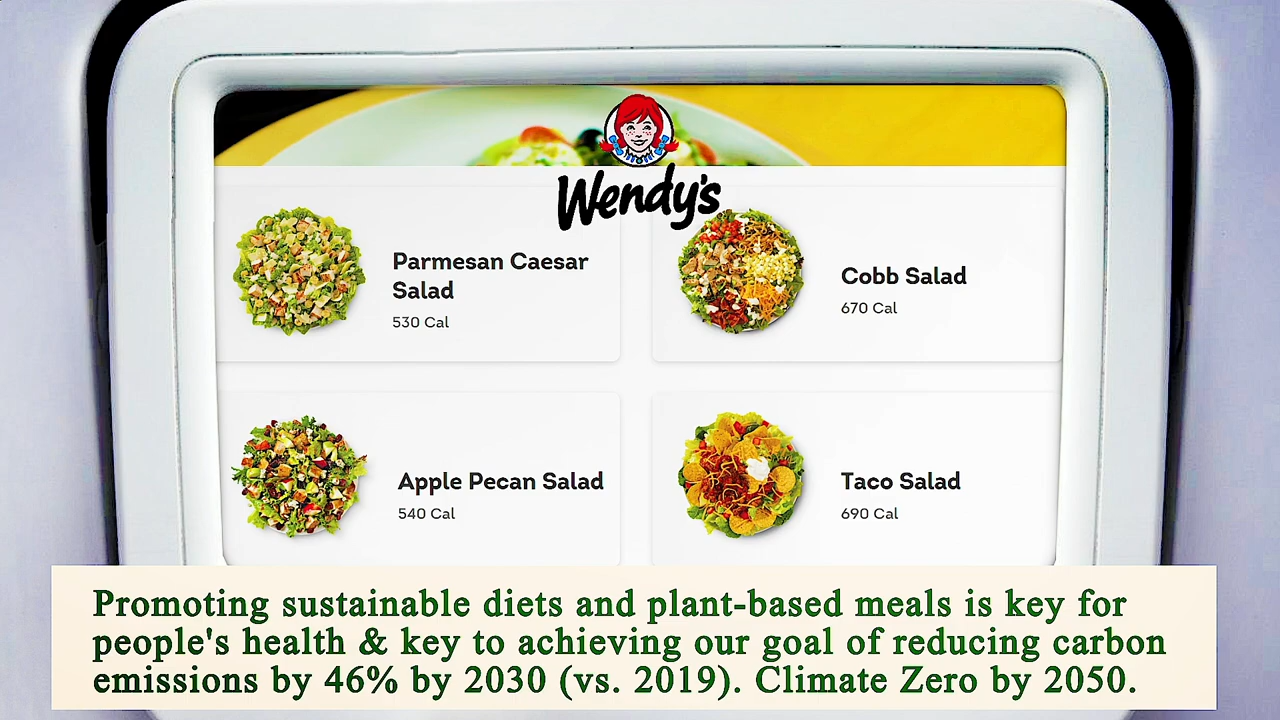 Wendy's
Parmesan Caesar
Salad
530 Cal
Cobb Salad
670 Cal
Apple Pecan Salad
540 Cal
Taco Salad
690 Cal
Promoting sustainable diets and plant-based meals is key for
people's health & key to achieving our goal of reducing carbon
emissions by 46% by 2030 (vs. 2019). Climate Zero by 2050.